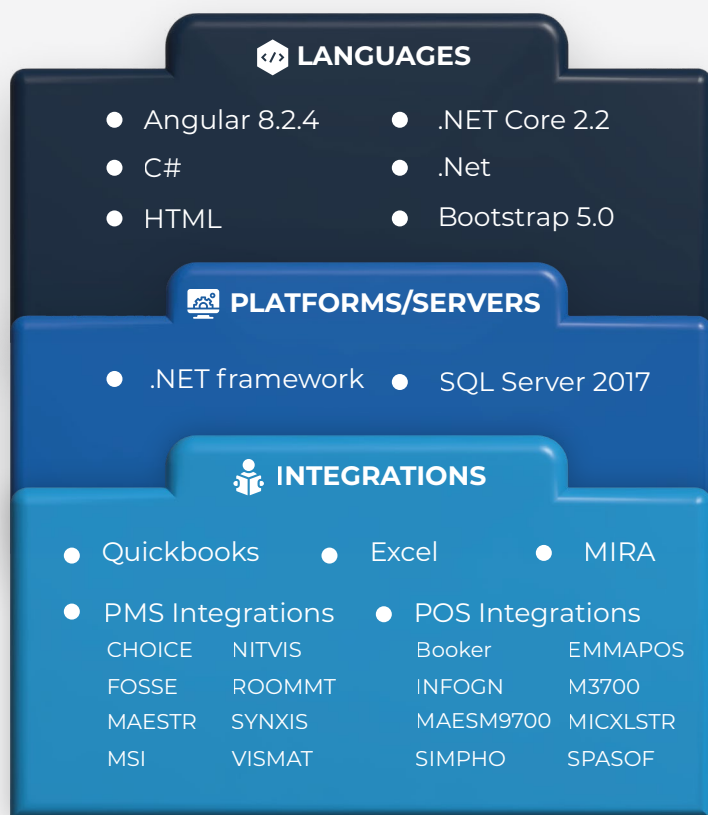 LANGUAGES
Angular 8.2.4 .NET Core 2.2
C# .Net
HTML Bootstrap 5.0
PLATFORMS/SERVERS
.NET framework SQL Server 2017
INTEGRATIONS
Quickbooks Excel MIRA
PMS Integrations POS Integrations
CHOICE NITVIS Booker EMMAPOS
FOSSE ROOMMT INFOGN M3700
MAESTR SYNXIS MAESM9700 MICXLSTR
MSI VISMAT SIMPHO SPASOF